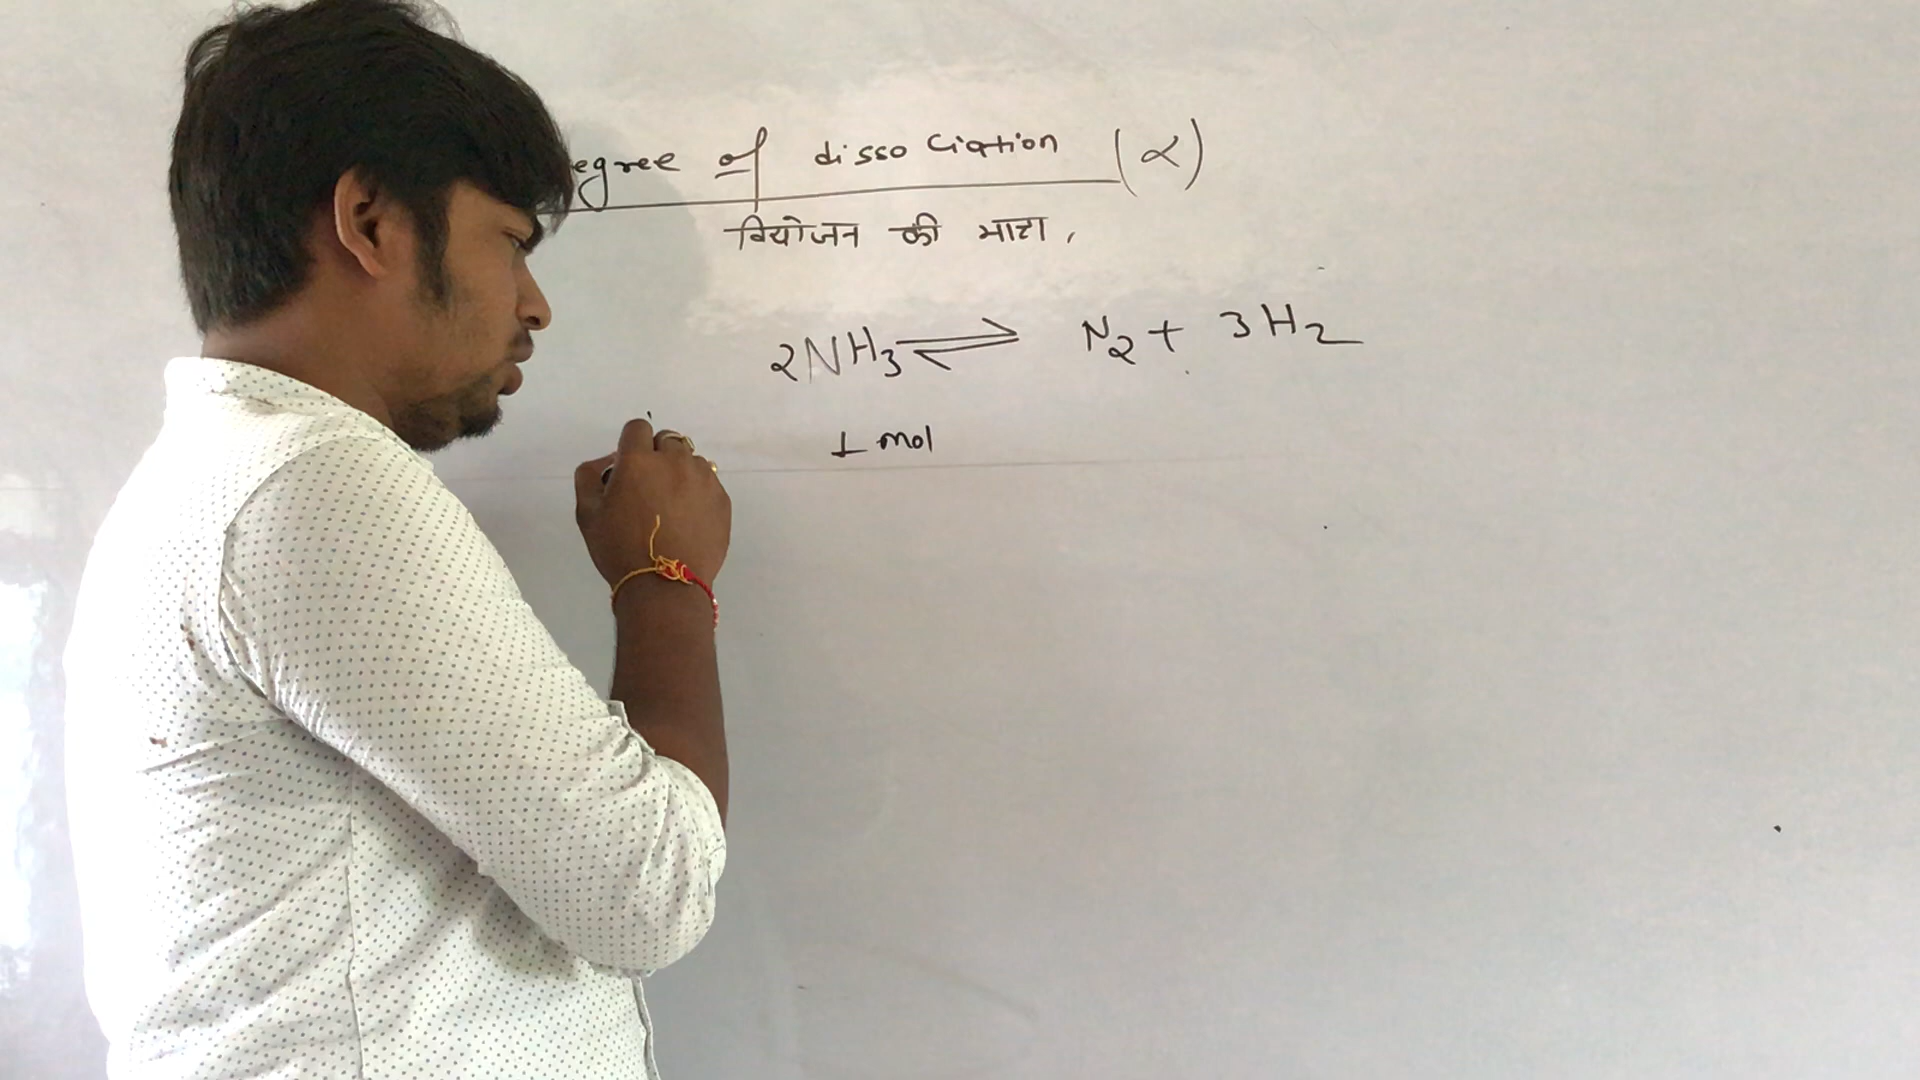 egree of dissociation (α)
वियोजन की मात्रा,
2NH3 ⇌ N2 + 3H2
1 mol